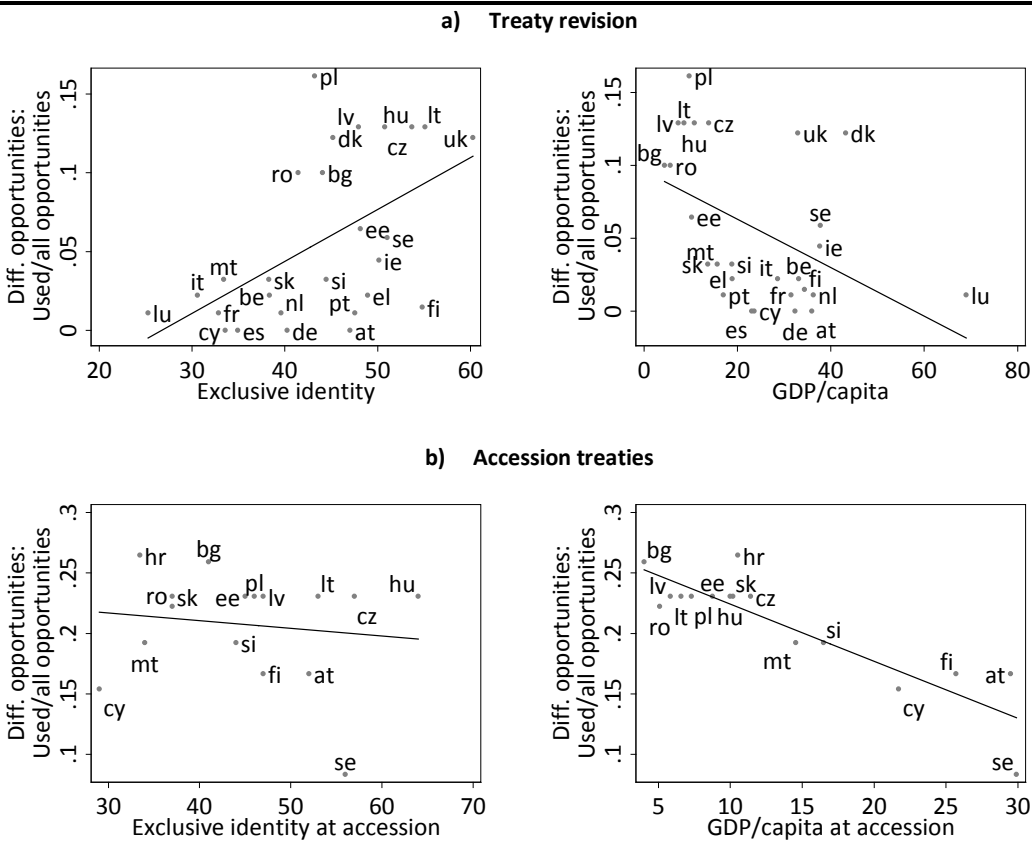 a) Treaty revision
Diff. opportunities:
Used/all opportunities
0 .05 .1 .15
pl
lv hu lt
dk cz uk
ro bg
ee
se
ie
mt
it sk si
be nl pt el fi
lu fr
cy es de at
20 30 40 50 60
Exclusive identity
Diff. opportunities:
Used/all opportunities
0 .05 .1 .15
pl
lt
lv cz uk dk
hu
bg ro
ee se
ie
mt
sk si it be fi
el pt fr nl lu
cy
es de at
0 20 40 60 80
GDP/capita
b) Accession treaties
Diff. opportunities:
Used/all opportunities
.1 .15 .2 .25 .3
hr bg
ro sk ee pl lv lt hu
cz
mt si
fi at
cy
se
30 40 50 60 70
Exclusive identity at accession
Diff. opportunities:
Used/all opportunities
.1 .15 .2 .25 .3
bg hr
lv ee sk cz
ro lt pl hu
si
mt
fi at
cy
se
5 10 15 20 25 30
GDP/capita at accession